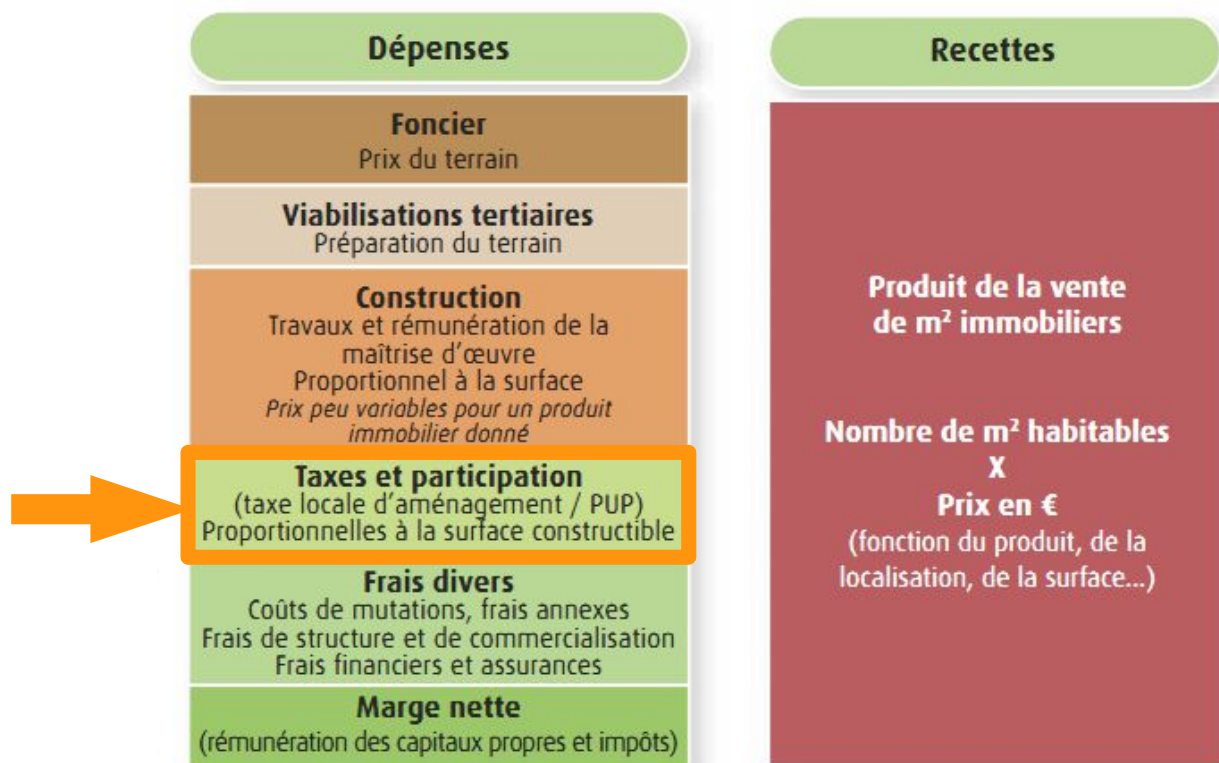 Dépenses
Foncier
Prix du terrain
Viabilisations tertiaires
Préparation du terrain
Construction
Travaux et rémunération de la
maîtrise d'œuvre
Proportionnel à la surface
Prix peu variables pour un produit
immobilier donné
Taxes et participation
(taxe locale d'aménagement / PUP)
Proportionnelles à la surface constructible
Frais divers
Coûts de mutations, frais annexes
Frais de structure et de commercialisation
Frais financiers et assurances
Marge nette
(rémunération des capitaux propres et impôts)
Recettes
Produit de la vente
de m² immobiliers
Nombre de m² habitables
X
Prix en €
(fonction du produit, de la
localisation, de la surface...)